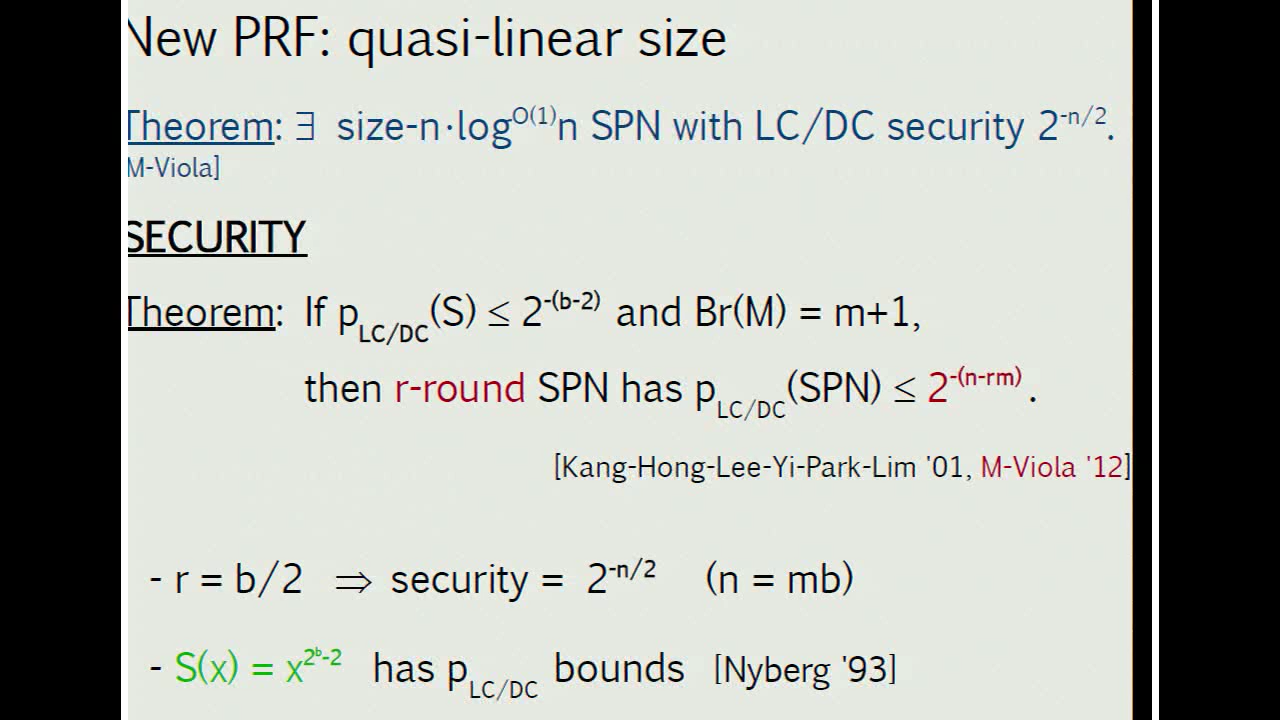 New PRF: quasi-linear size
Theorem: ∃ size-n·log^O(1)n SPN with LC/DC security 2^-n/2.
M-Viola]
SECURITY
Theorem: If p_LC/DC(S) ≤ 2^-(b-2) and Br(M) = m+1,
then r-round SPN has p_LC/DC(SPN) ≤ 2^-(n-rm).
[Kang-Hong-Lee-Yi-Park-Lim '01, M-Viola '12]
- r = b/2 ⇒ security = 2^-n/2 (n = mb)
- S(x) = x^2^b-2 has p_LC/DC bounds [Nyberg '93]